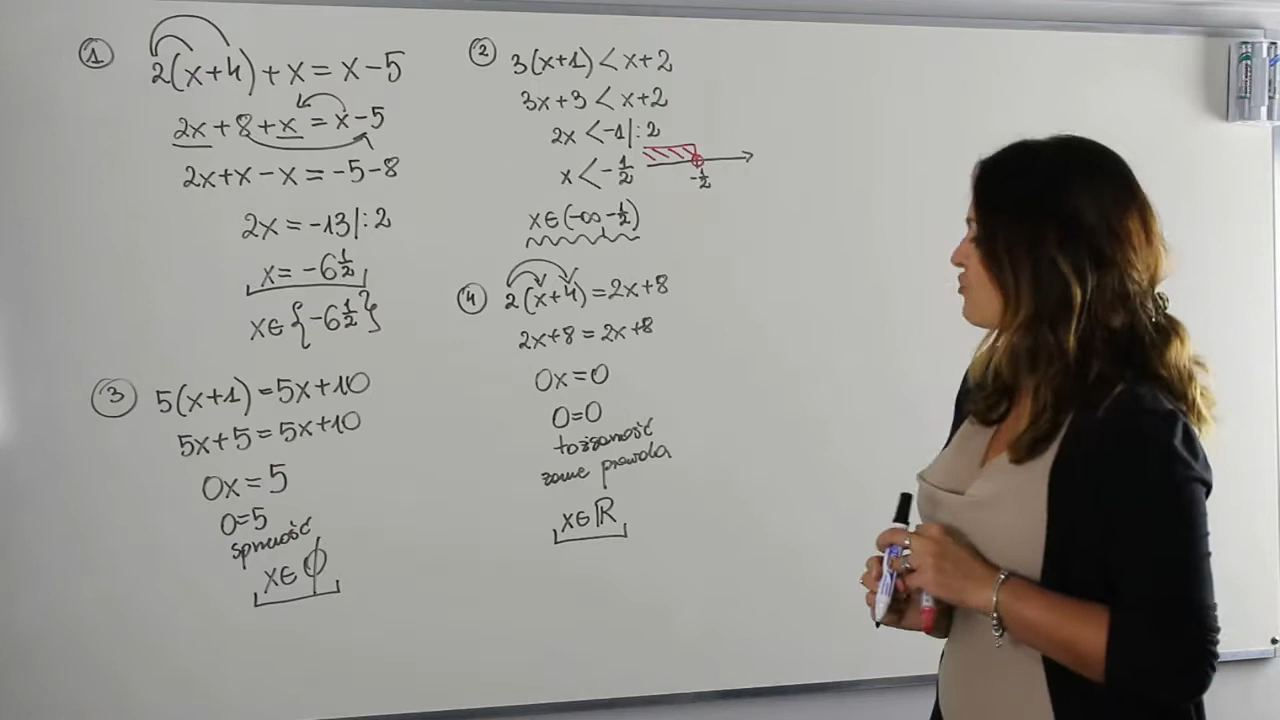 ① 2(x+4)+x=x-5
2x+8+x=x-5
2x+x-x=-5-8
2x=-13|:2
x=-6½
x∈{-6½}
② 3(x+1)<x+2
3x+3<x+2
2x<-1|:2
x<-½
-½
x∈(-∞,-½)
③ 5(x+1)=5x+10
5x+5=5x+10
0x=5
0=5
x∈∅
④ 2(x+4)=2x+8
2x+8=2x+8
0x=0
0=0
tożsamość
zawsze prawda
x∈ℝ